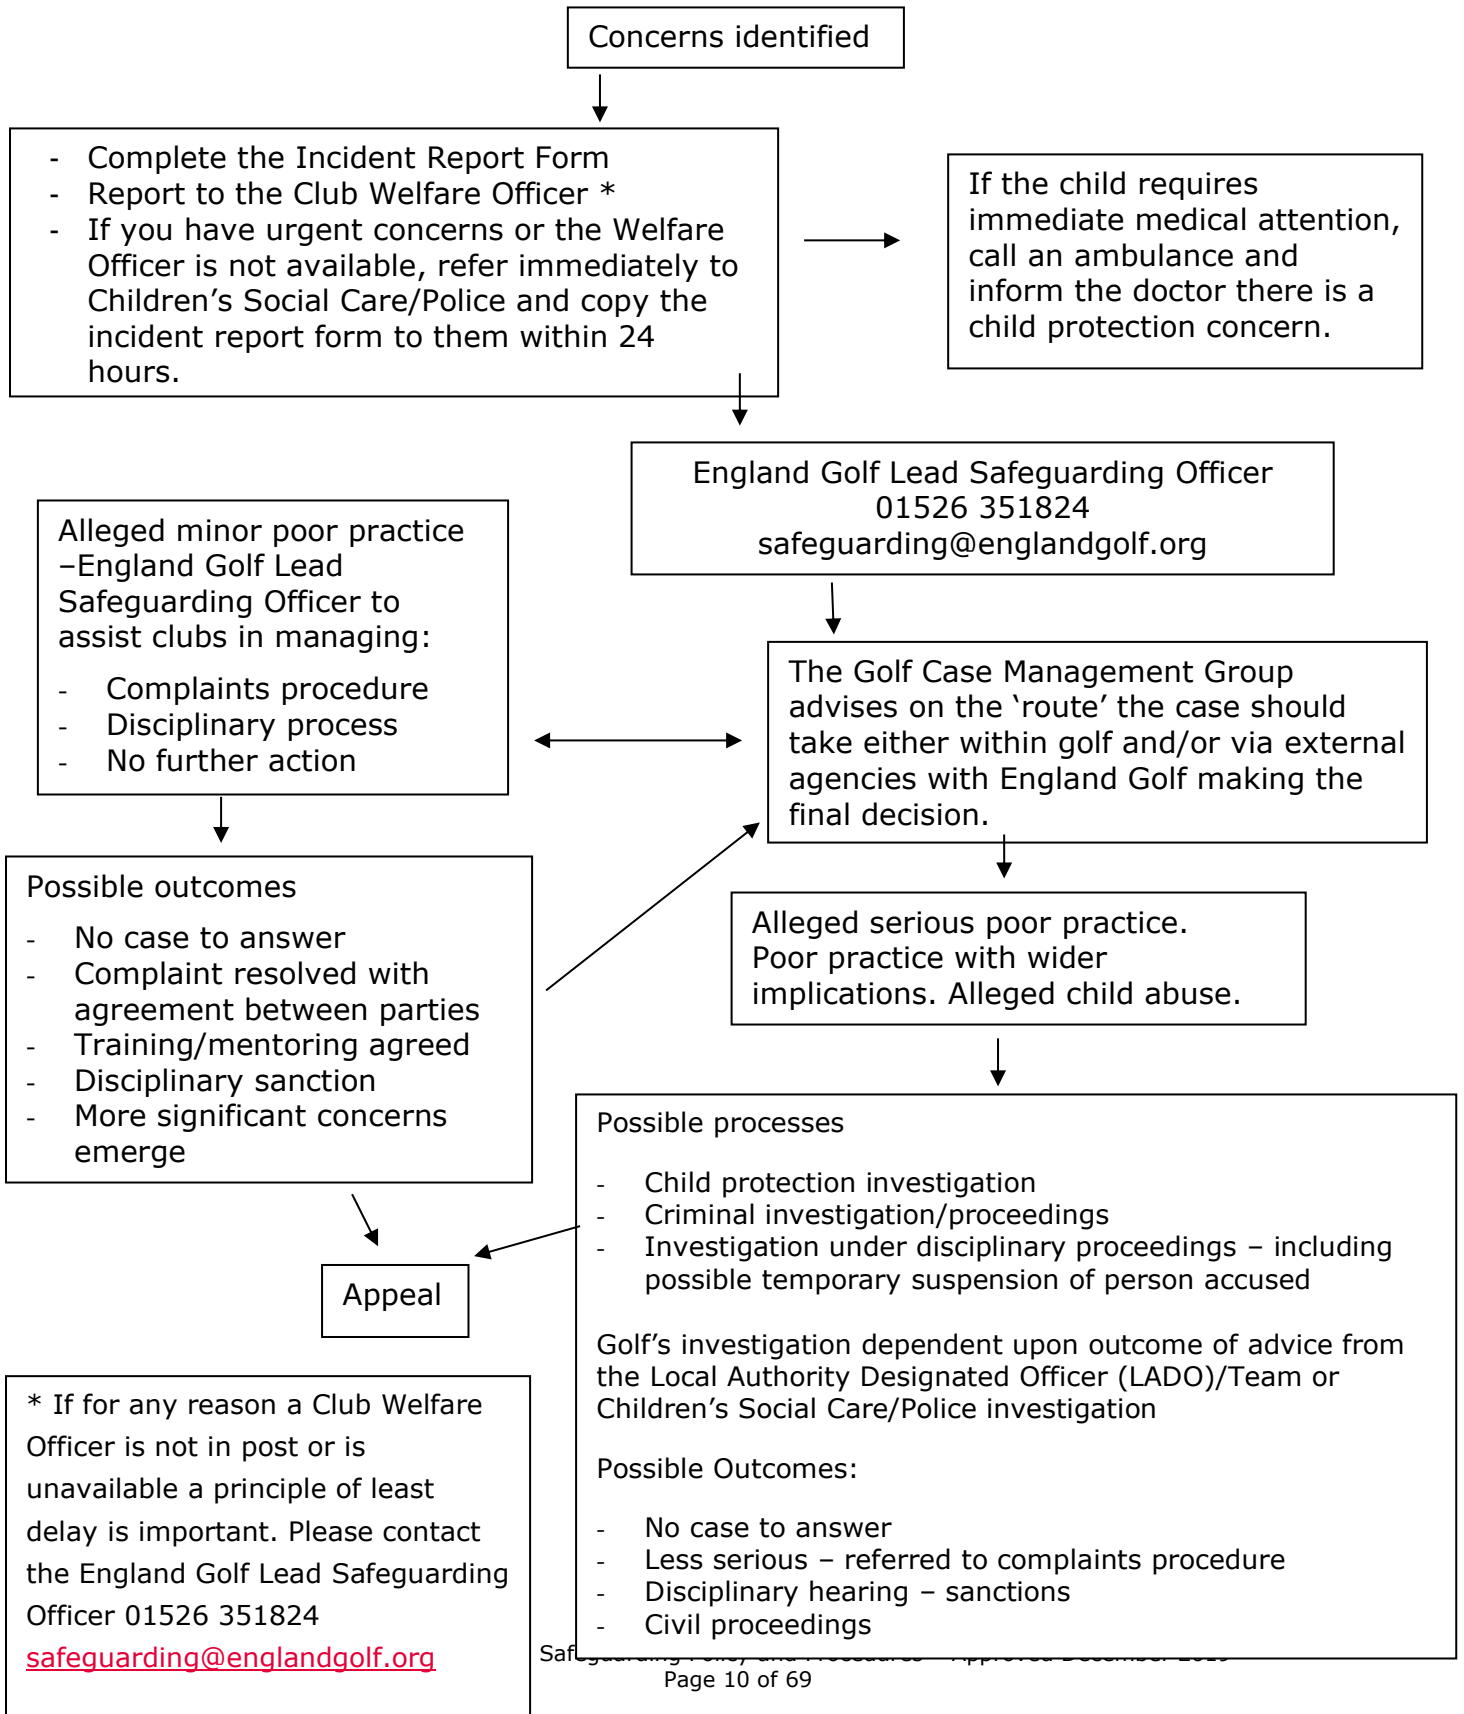 Concerns identified
- Complete the Incident Report Form
- Report to the Club Welfare Officer *
- If you have urgent concerns or the Welfare
Officer is not available, refer immediately to
Children’s Social Care/Police and copy the
incident report form to them within 24
hours.
If the child requires
immediate medical attention,
call an ambulance and
inform the doctor there is a
child protection concern.
England Golf Lead Safeguarding Officer
01526 351824
safeguarding@englandgolf.org
Alleged minor poor practice
–England Golf Lead
Safeguarding Officer to
assist clubs in managing:
- Complaints procedure
- Disciplinary process
- No further action
The Golf Case Management Group
advises on the ‘route’ the case should
take either within golf and/or via external
agencies with England Golf making the
final decision.
Possible outcomes
- No case to answer
- Complaint resolved with
agreement between parties
- Training/mentoring agreed
- Disciplinary sanction
- More significant concerns
emerge
Alleged serious poor practice.
Poor practice with wider
implications. Alleged child abuse.
Possible processes
- Child protection investigation
- Criminal investigation/proceedings
- Investigation under disciplinary proceedings – including
possible temporary suspension of person accused
Golf’s investigation dependent upon outcome of advice from
the Local Authority Designated Officer (LADO)/Team or
Children’s Social Care/Police investigation
Possible Outcomes:
- No case to answer
- Less serious – referred to complaints procedure
- Disciplinary hearing – sanctions
- Civil proceedings
Appeal
* If for any reason a Club Welfare
Officer is not in post or is
unavailable a principle of least
delay is important. Please contact
the England Golf Lead Safeguarding
Officer 01526 351824
safeguarding@englandgolf.org
Safeguarding Policy and Procedures – Approved December 2019
Page 10 of 69